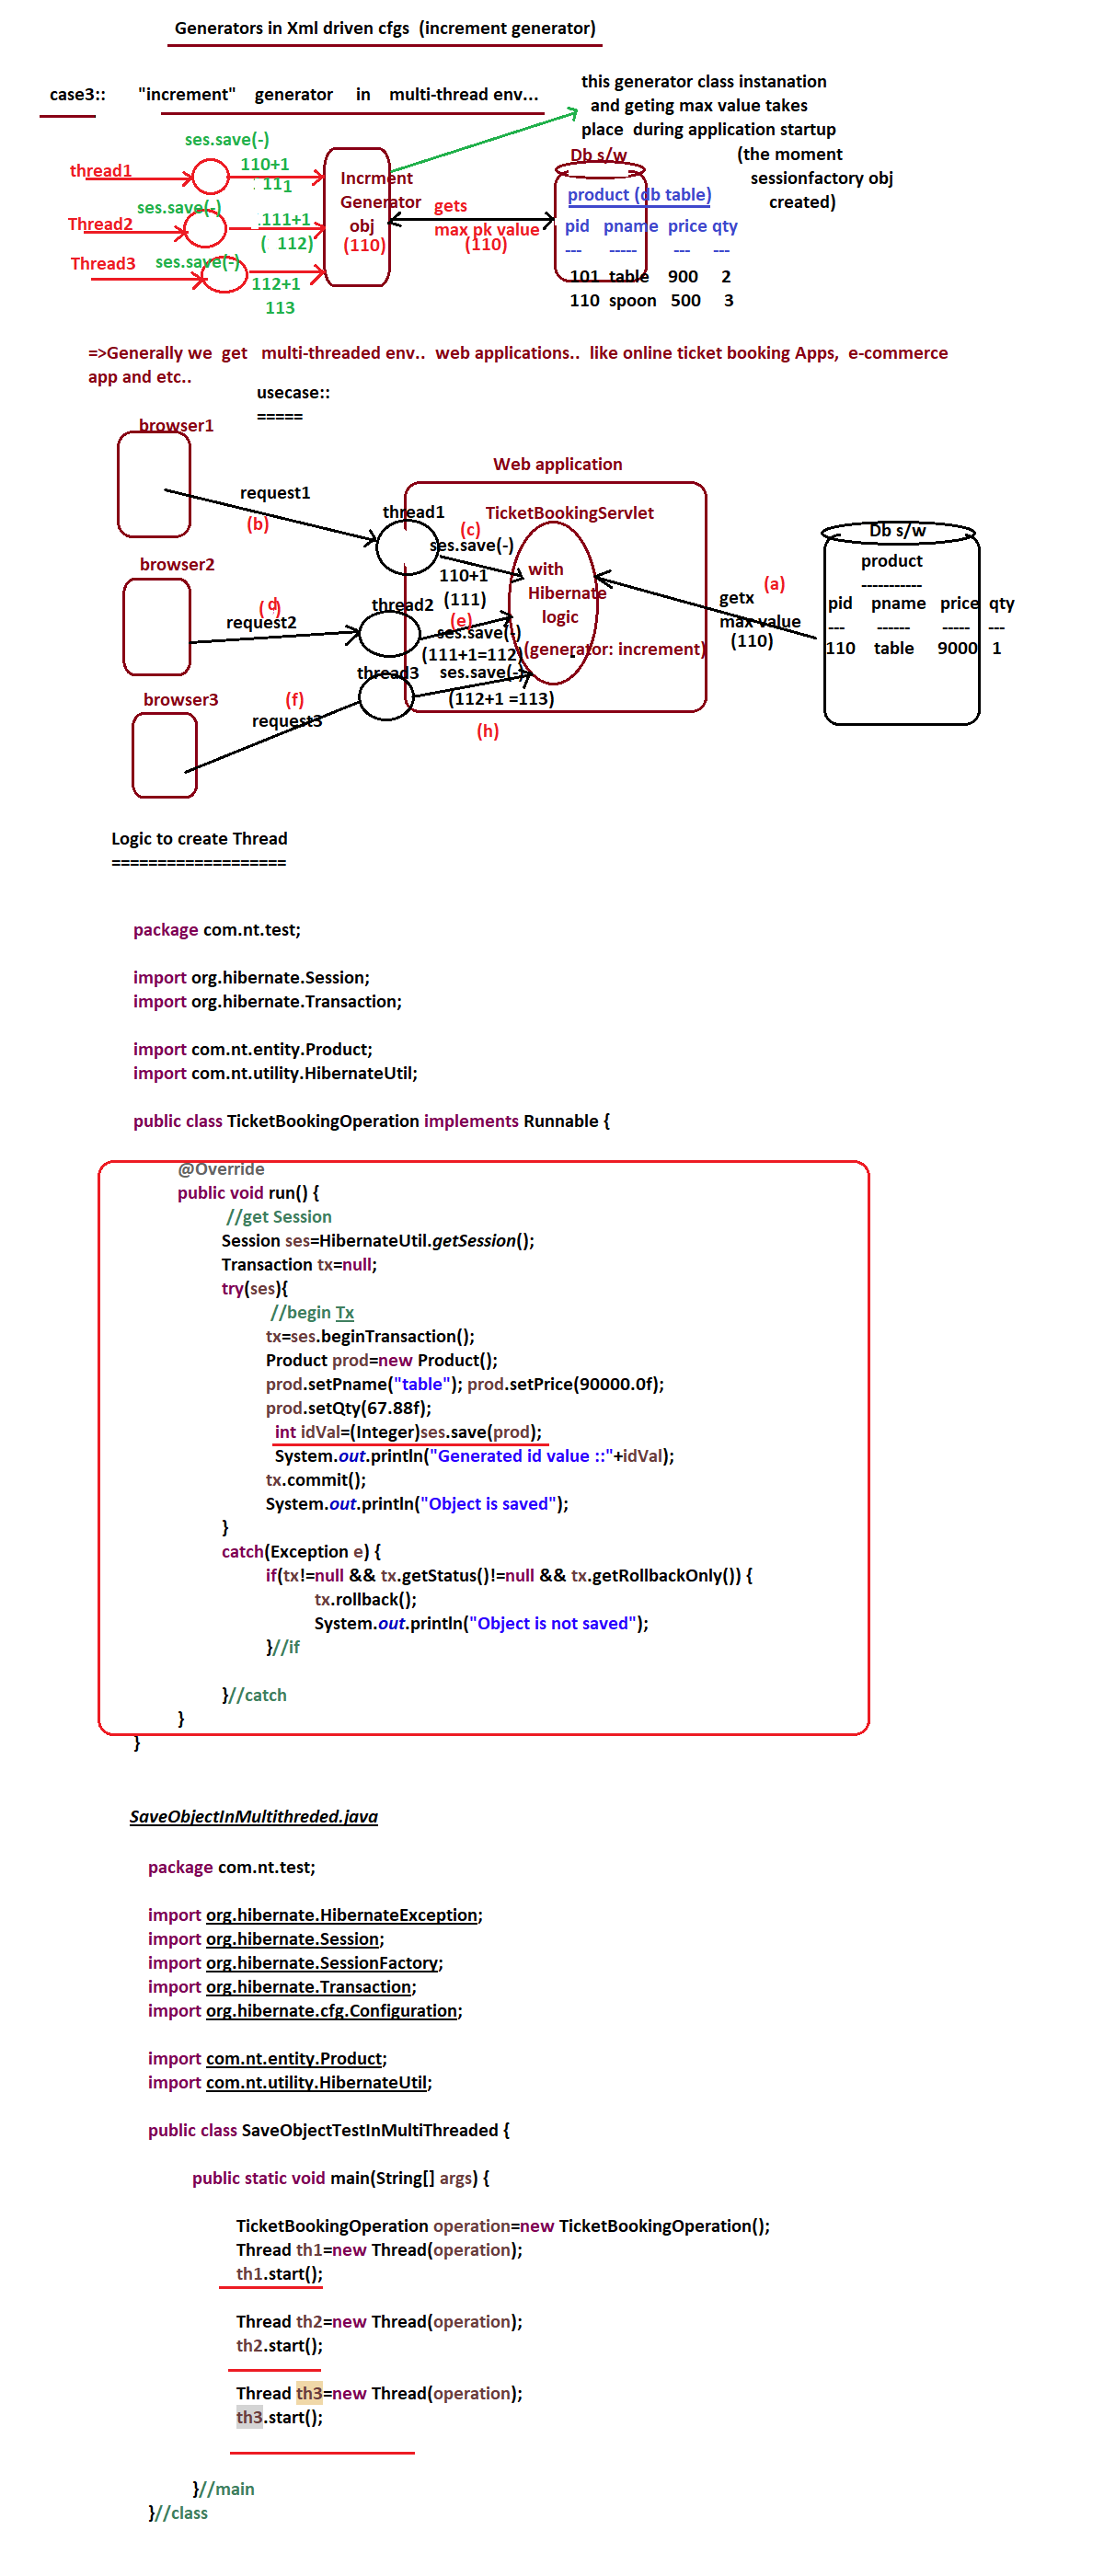 Generators in Xml driven cfgs (increment generator)
case3:: "increment" generator in multi-thread env...
this generator class instanation
and geting max value takes
place during application startup
(the moment
sessionfactory obj
created)
ses.save(-)
thread1
110+1
111
ses.save(-)
Thread2
111+1
( 112)
Thread3
ses.save(-)
112+1
113
Incrment
Generator
obj
(110)
gets
max pk value
(110)
Db s/w
product (db table)
pid pname price qty
--- ----- --- ---
101 table 900 2
110 spoon 500 3
=>Generally we get multi-threaded env.. web applications.. like online ticket booking Apps, e-commerce
app and etc..
usecase::
=====
browser1
request1
(b)
browser2
( d )
request2
browser3
(f)
request3
Web application
thread1
TicketBookingServlet
(c)
ses.save(-)
110+1
(111)
thread2
(e)
ses.save(-)
(111+1=112)
thread3
ses.save(-)
(112+1 =113)
(h)
with
Hibernate
logic
(generator: increment)
(a)
getx
max value
(110)
Db s/w
product
-----------
pid pname price qty
--- ------ ----- ---
110 table 9000 1
Logic to create Thread
===================
package com.nt.test;
import org.hibernate.Session;
import org.hibernate.Transaction;
import com.nt.entity.Product;
import com.nt.utility.HibernateUtil;
public class TicketBookingOperation implements Runnable {
@Override
public void run() {
//get Session
Session ses=HibernateUtil.getSession();
Transaction tx=null;
try(ses){
//begin Tx
tx=ses.beginTransaction();
Product prod=new Product();
prod.setPname("table"); prod.setPrice(90000.0f);
prod.setQty(67.88f);
int idVal=(Integer)ses.save(prod);
System.out.println("Generated id value ::"+idVal);
tx.commit();
System.out.println("Object is saved");
}
catch(Exception e) {
if(tx!=null && tx.getStatus()!=null && tx.getRollbackOnly()) {
tx.rollback();
System.out.println("Object is not saved");
}//if
}//catch
}
}
SaveObjectInMultithreded.java
package com.nt.test;
import org.hibernate.HibernateException;
import org.hibernate.Session;
import org.hibernate.SessionFactory;
import org.hibernate.Transaction;
import org.hibernate.cfg.Configuration;
import com.nt.entity.Product;
import com.nt.utility.HibernateUtil;
public class SaveObjectTestInMultiThreaded {
public static void main(String[] args) {
TicketBookingOperation operation=new TicketBookingOperation();
Thread th1=new Thread(operation);
th1.start();
Thread th2=new Thread(operation);
th2.start();
Thread th3=new Thread(operation);
th3.start();
}//main
}//class